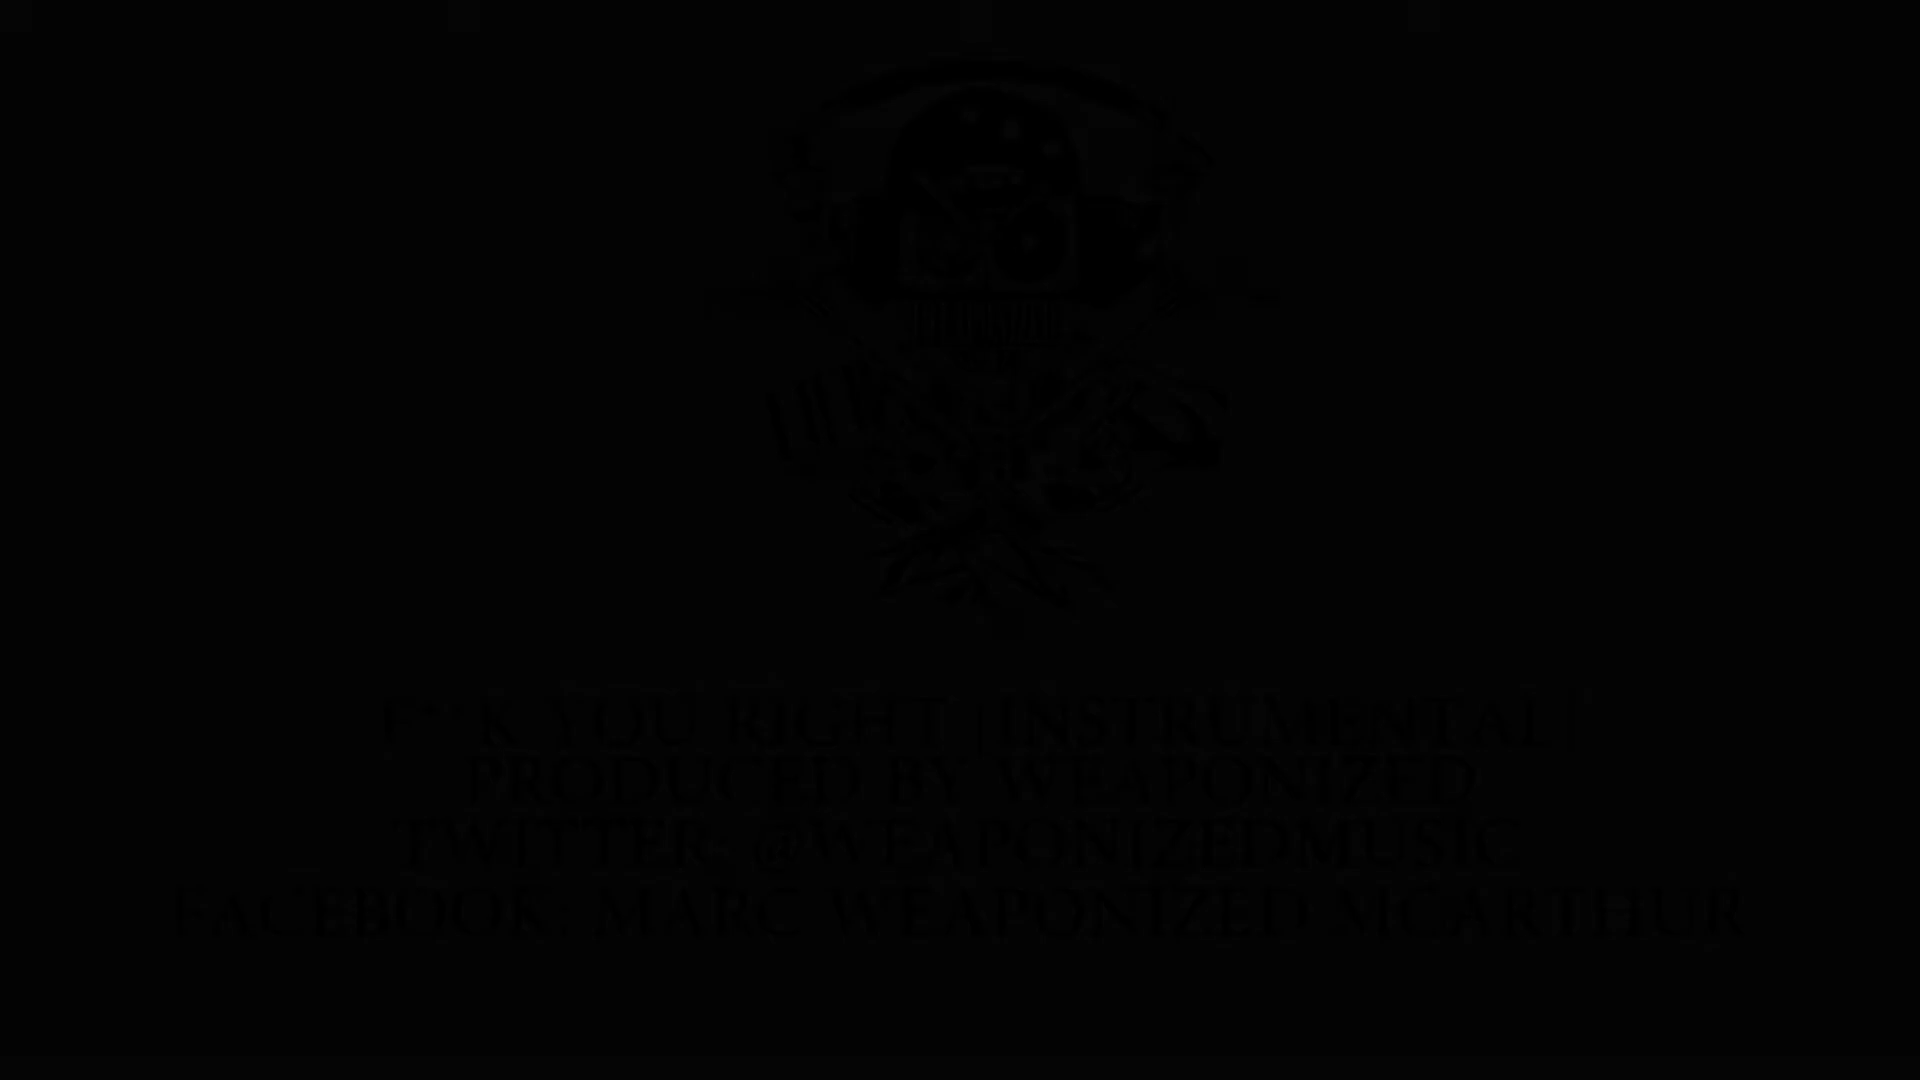 F**K YOU RIGHT [INSTRUMENTAL]
PRODUCED BY WEAPONIZED
TWITTER: @WEAPONIZEDMUSIC
FACEBOOK: MARC WEAPONIZED MCARTHUR